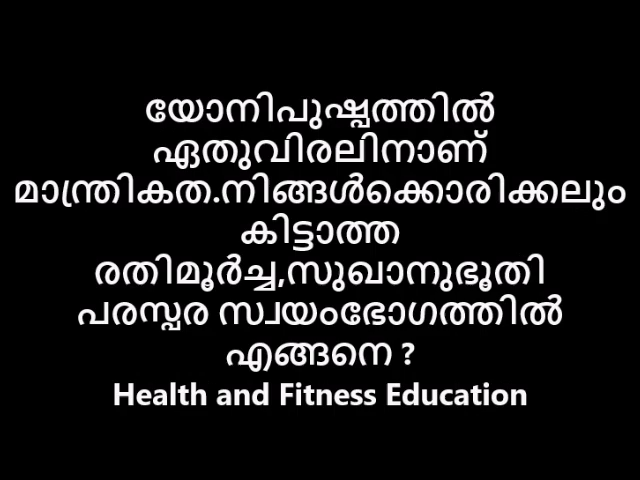 യോനിപുഷ്പത്തിൽ
ഏതുവിരലിനാണ്
മാന്ത്രികത.നിങ്ങൾക്കൊരിക്കലും
കിട്ടാത്ത
രതിമൂർച്ച,സുഖാനുഭൂതി
പരസ്പര സ്വയംഭോഗത്തിൽ
എങ്ങനെ ?
Health and Fitness Education